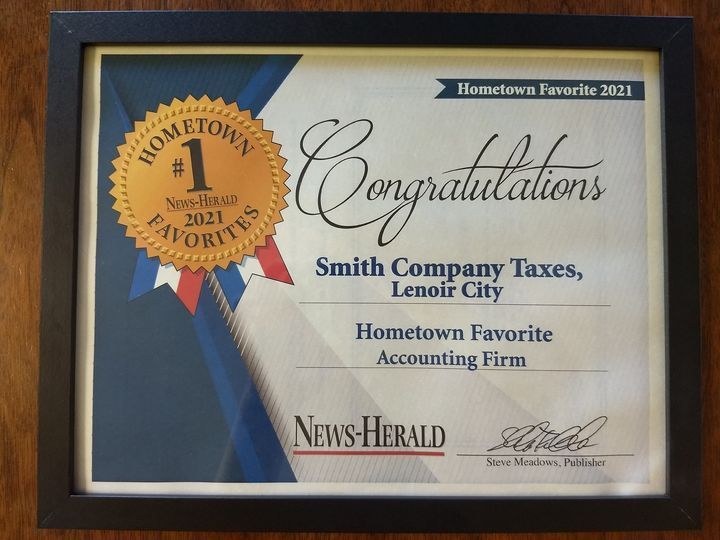 Hometown Favorite 2021
HOMETOWN
#1
NEWS-HERALD
2021
FAVORITES
Congratulations
Smith Company Taxes,
Lenoir City
Hometown Favorite
Accounting Firm
NEWS-HERALD
Steve Meadows, Publisher